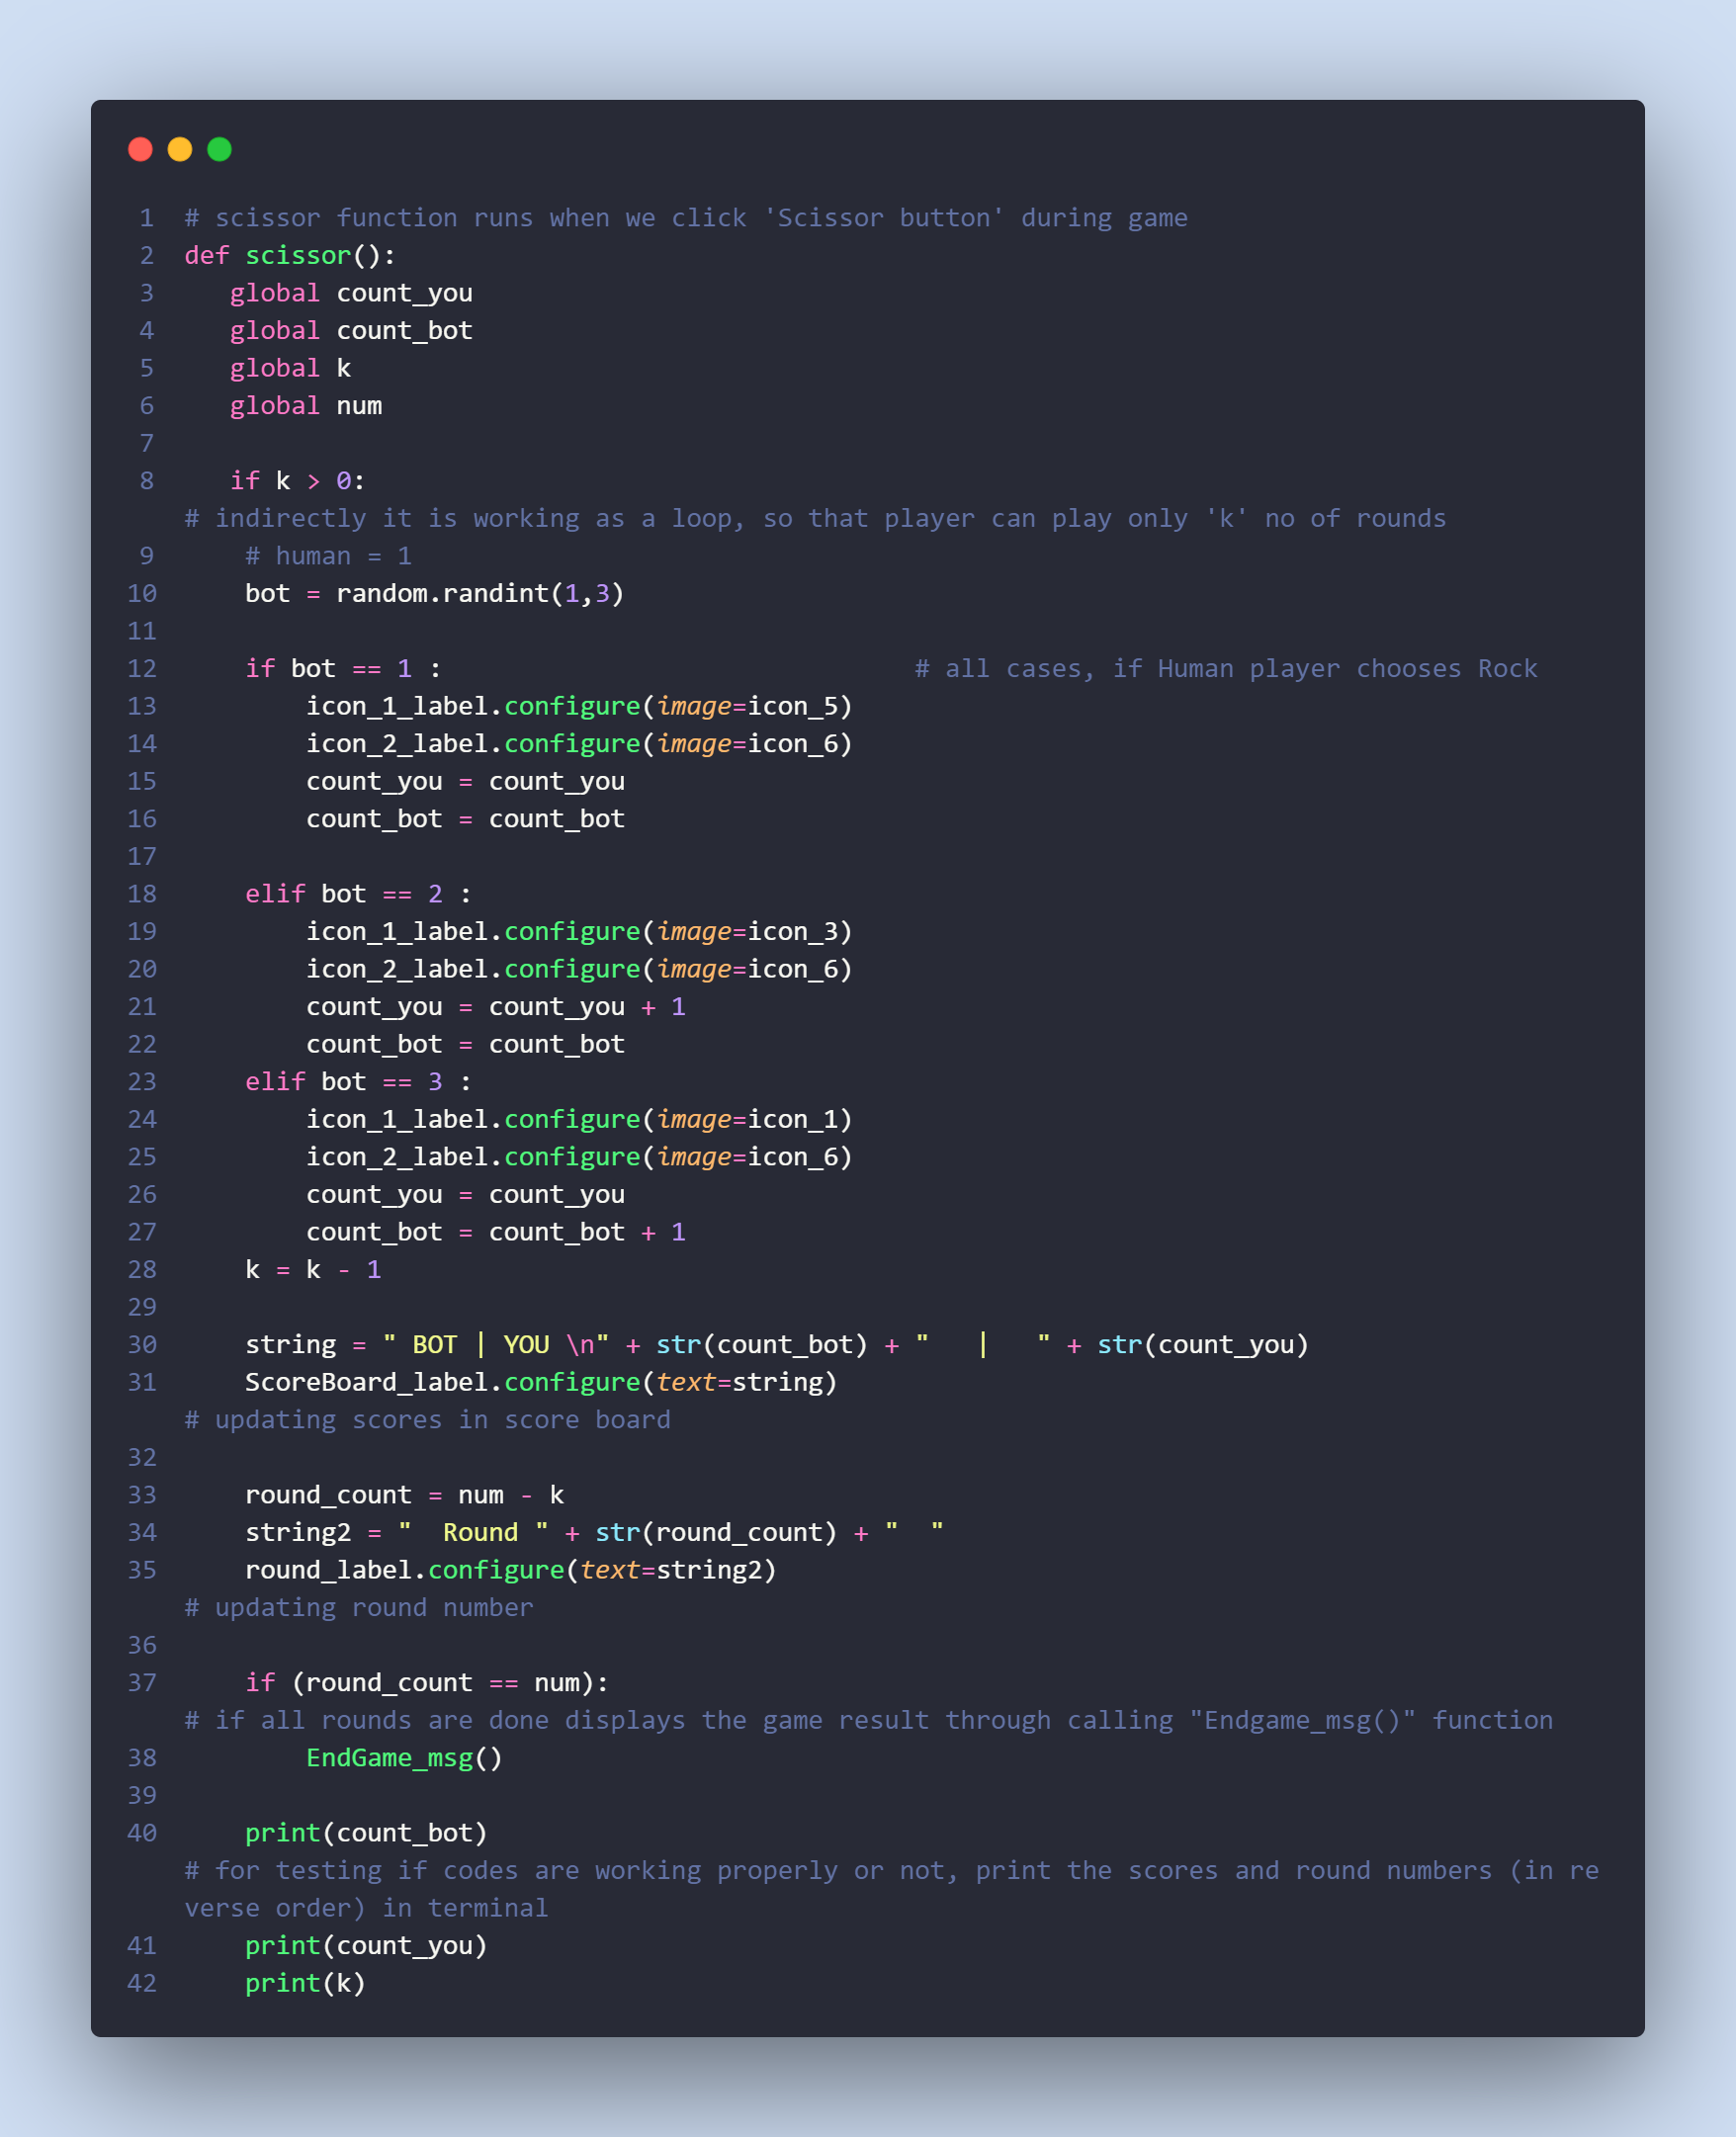 1 # scissor function runs when we click 'Scissor button' during game
2 def scissor():
3    global count_you
4    global count_bot
5    global k
6    global num
7
8    if k > 0:
# indirectly it is working as a loop, so that player can play only 'k' no of rounds
9     # human = 1
10     bot = random.randint(1,3)
11
12     if bot == 1 :                               # all cases, if Human player chooses Rock
13         icon_1_label.configure(image=icon_5)
14         icon_2_label.configure(image=icon_6)
15         count_you = count_you
16         count_bot = count_bot
17
18     elif bot == 2 :
19         icon_1_label.configure(image=icon_3)
20         icon_2_label.configure(image=icon_6)
21         count_you = count_you + 1
22         count_bot = count_bot
23     elif bot == 3 :
24         icon_1_label.configure(image=icon_1)
25         icon_2_label.configure(image=icon_6)
26         count_you = count_you
27         count_bot = count_bot + 1
28     k = k - 1
29
30     string = " BOT | YOU \n" + str(count_bot) + "   |   " + str(count_you)
31     ScoreBoard_label.configure(text=string)
# updating scores in score board
32
33     round_count = num - k
34     string2 = "  Round " + str(round_count) + "  "
35     round_label.configure(text=string2)
# updating round number
36
37     if (round_count == num):
# if all rounds are done displays the game result through calling "Endgame_msg()" function
38         EndGame_msg()
39
40     print(count_bot)
# for testing if codes are working properly or not, print the scores and round numbers (in re
verse order) in terminal
41     print(count_you)
42     print(k)